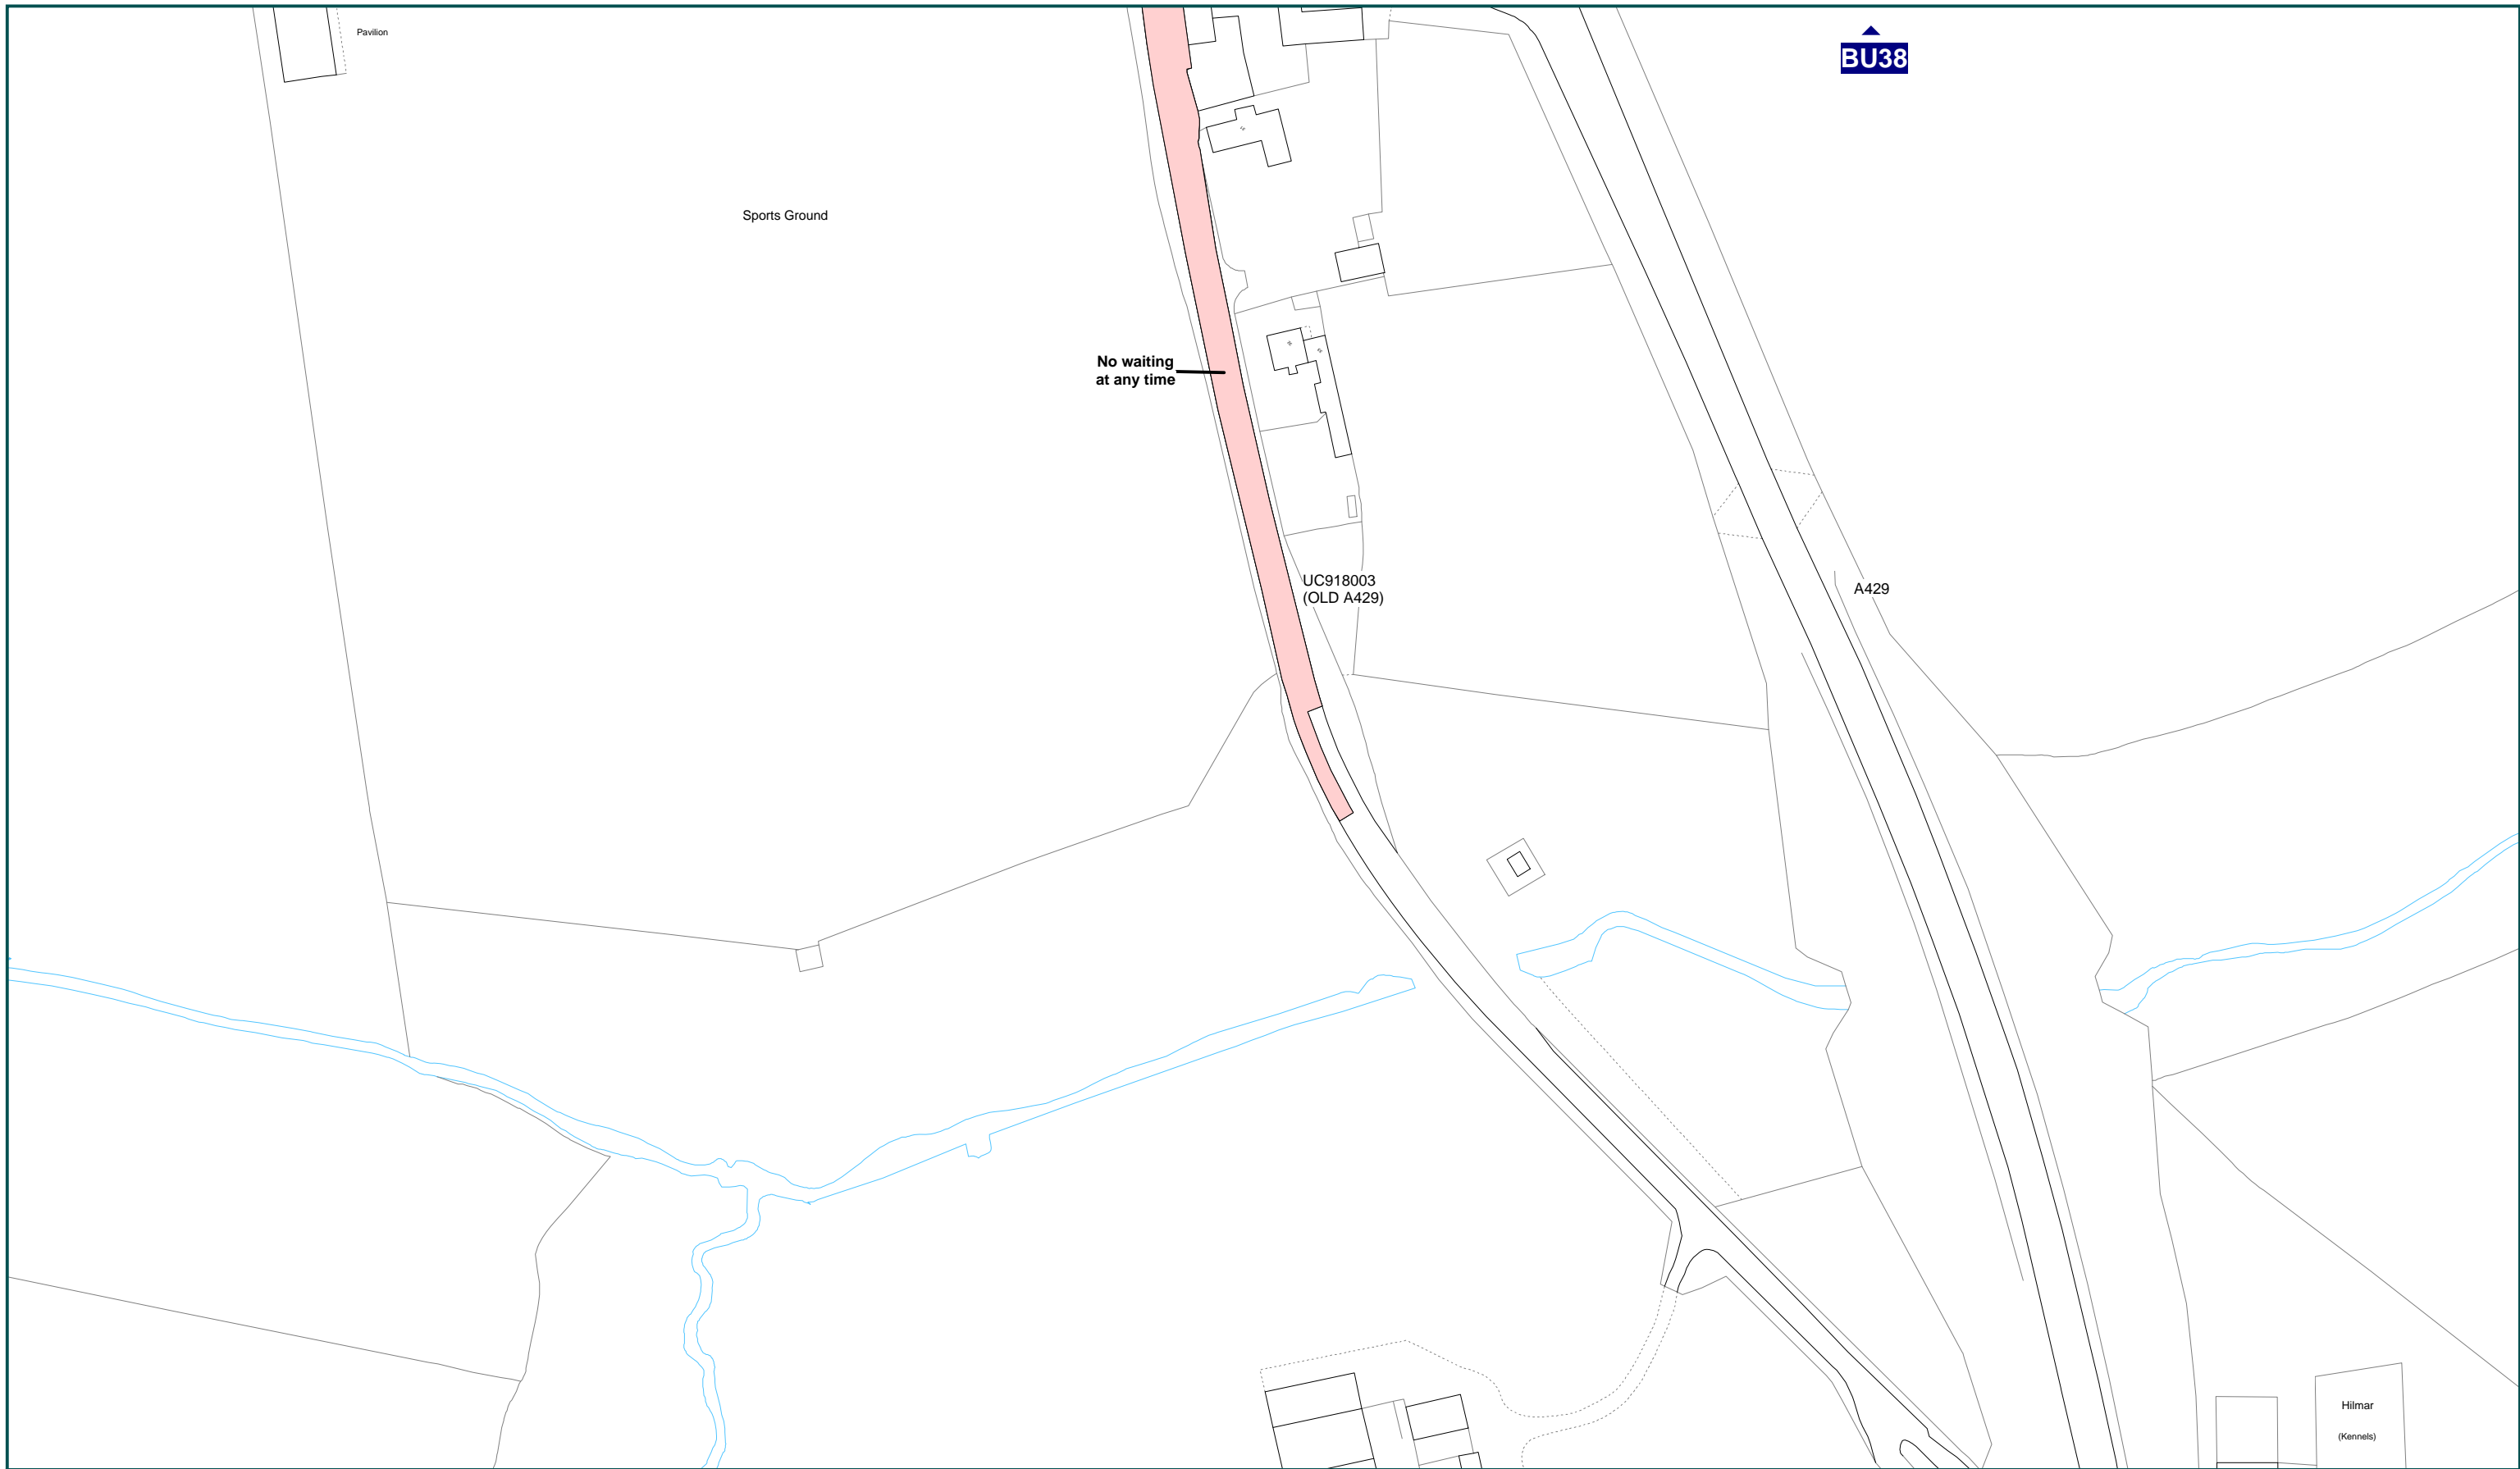 Pavilion
BU38
Sports Ground
No waiting
at any time
UC918003
(OLD A429)
A429
Hilmar
(Kennels)